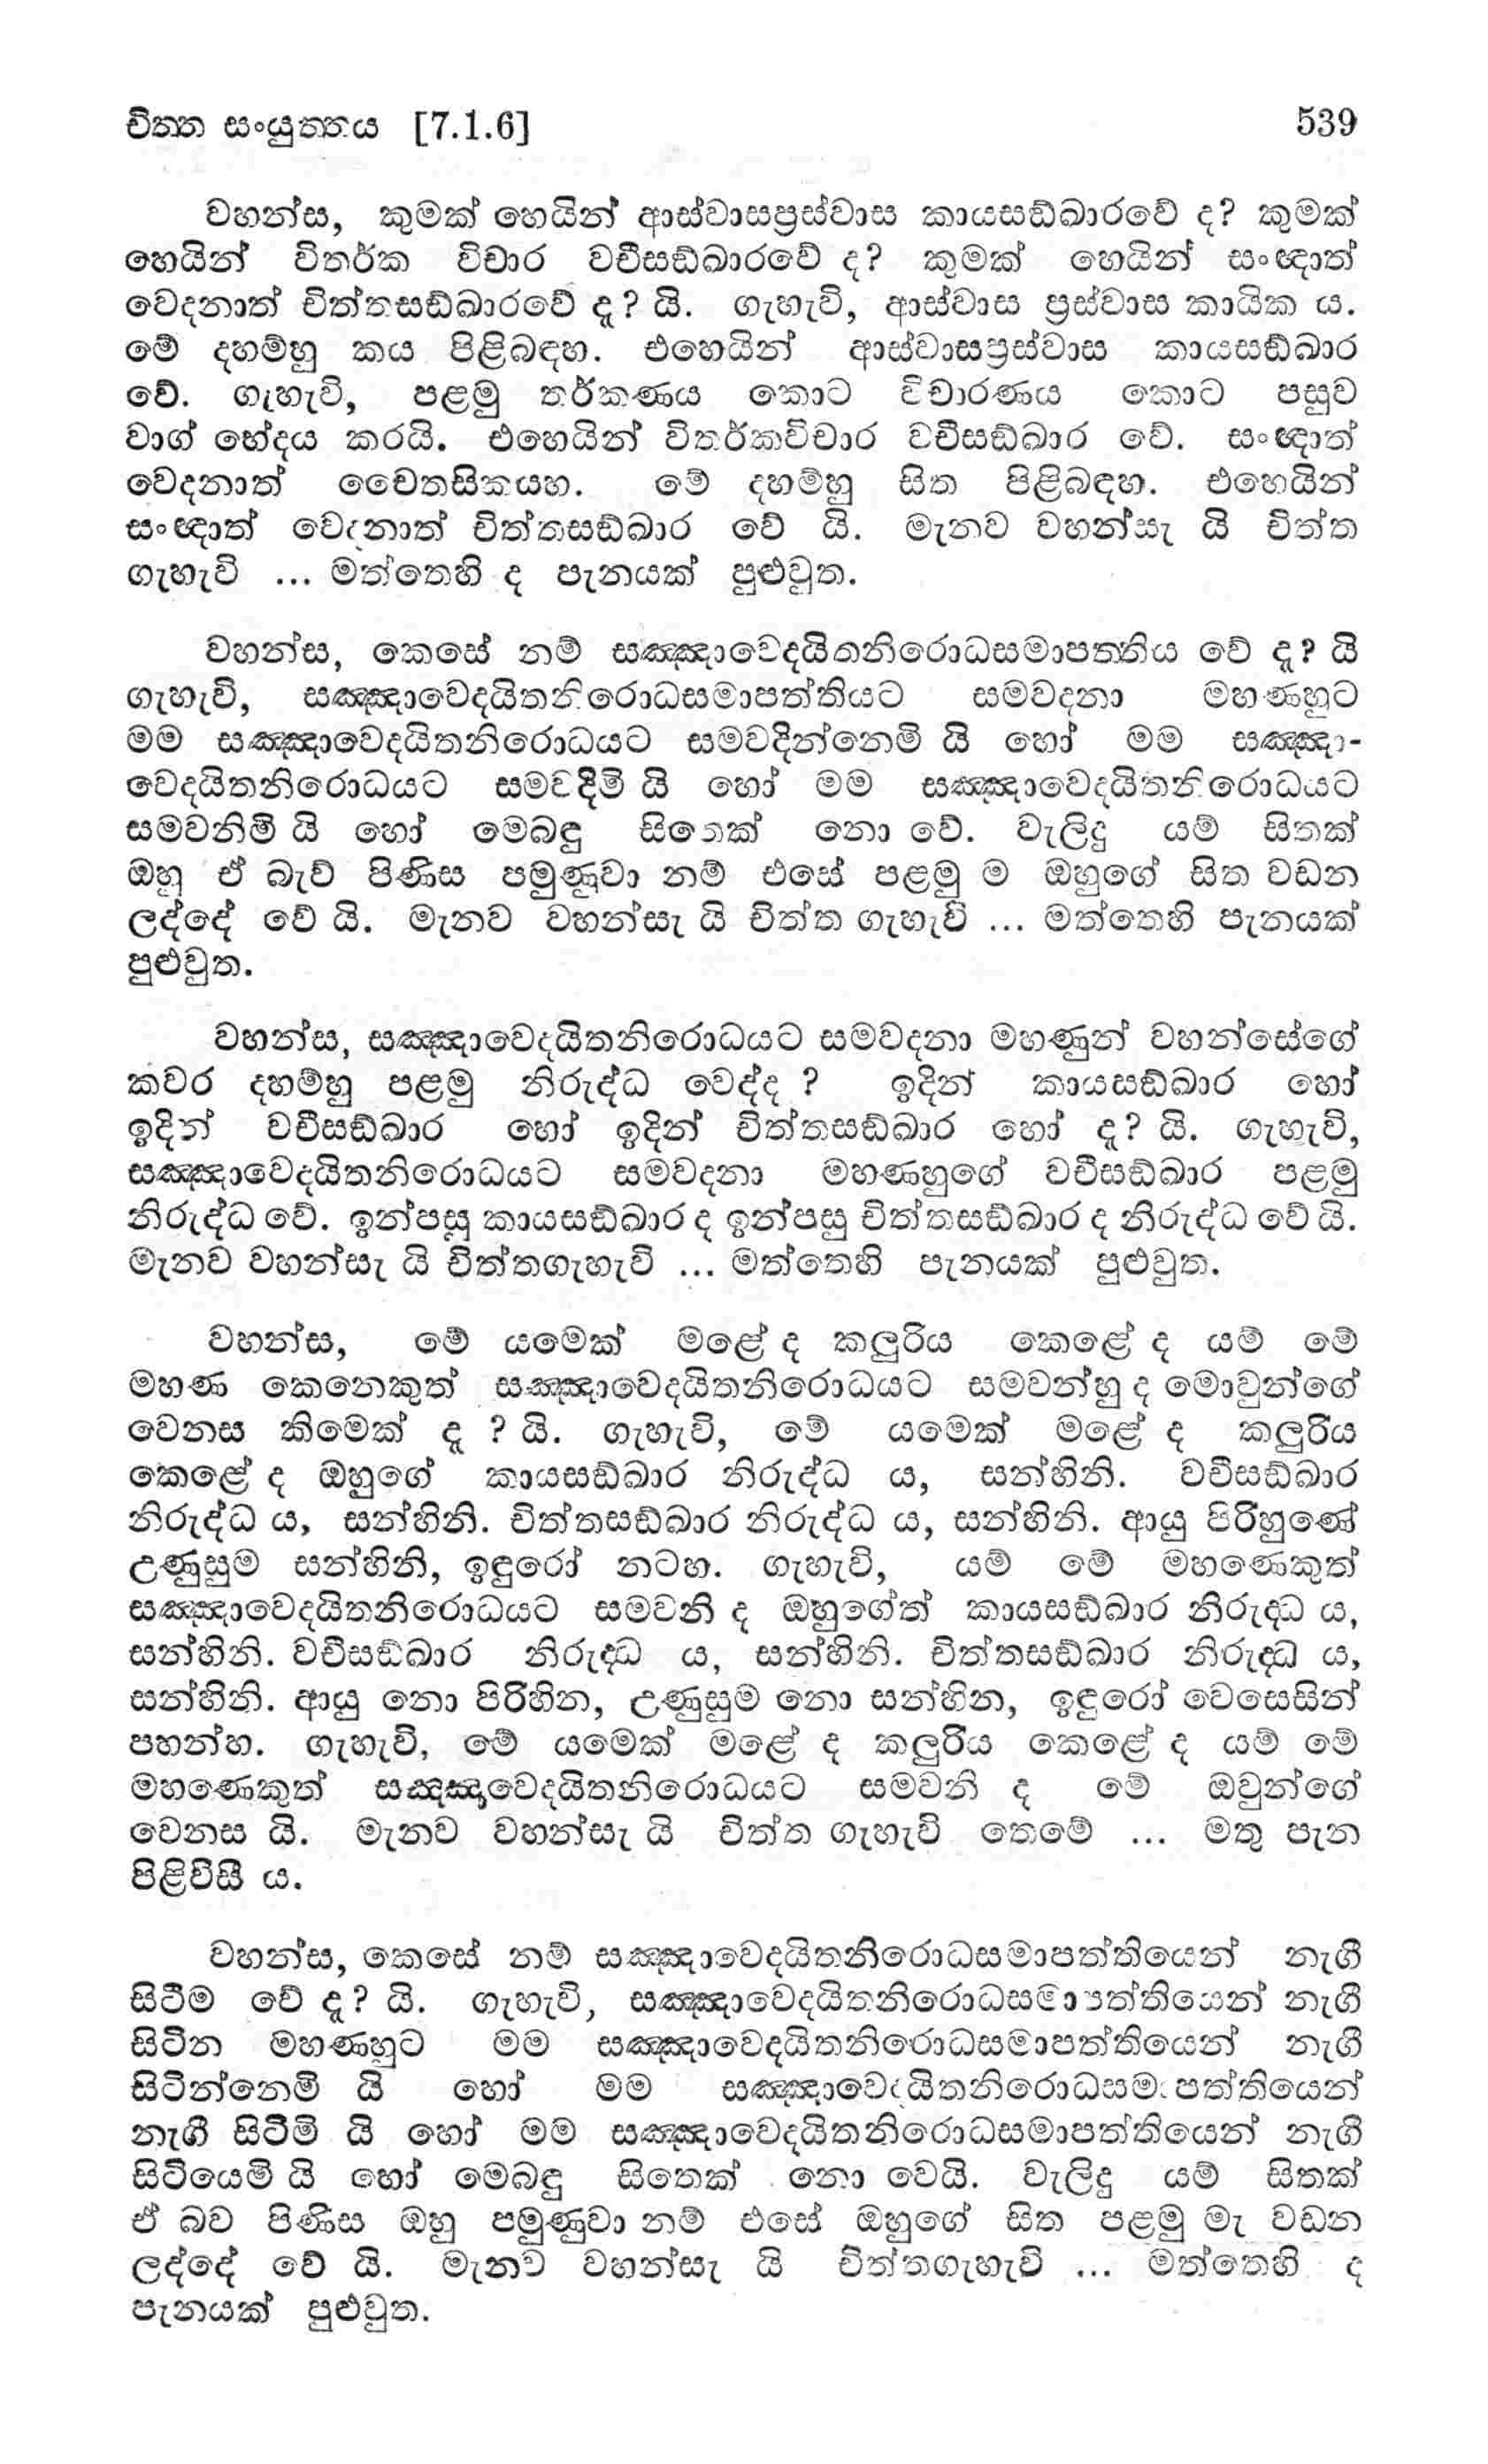 චිත්ත සංයුත්තය [7.1.6] 539
වහන්ස, කුමක් හෙයින් ආස්වාසප්‍රස්වාස කායසඞ්ඛාරවේ ද? කුමක්
හෙයින් විතර්ක විචාර වචීසඞ්ඛාරවේ ද? කුමක් හෙයින් සංඥාත්
වෙදනාත් චිත්තසඞ්ඛාරවේ දැ? යි. ගැහැවි, ආස්වාස ප්‍රස්වාස කායික ය.
මේ දහම්හු කය පිළිබඳහ. එහෙයින් ආස්වාසප්‍රස්වාස කායසඞ්ඛාර
වේ. ගැහැවි, පළමු තර්කණය කොට විචාරණය කොට පසුව
වාග් භේදය කරයි. එහෙයින් විතර්කවිචාර වචීසඞ්ඛාර වේ. සංඥාත්
වෙදනාත් චෛතසිකයහ. මේ දහම්හු සිත පිළිබඳහ. එහෙයින්
සංඥාත් වෙදනාත් චිත්තසඞ්ඛාර වේ යි. මැනව වහන්සැ යි චිත්ත
ගැහැවි ... මත්තෙහි ද පැනයක් පුළුවුත.
වහන්ස, කෙසේ නම් සඤ්ඤාවෙදයිතනිරොධසමාපත්තිය වේ දැ? යි
ගැහැවි, සඤ්ඤාවෙදයිතනිරොධසමාපත්තියට සමවදනා මහණහුට
මම සඤ්ඤාවෙදයිතනිරොධයට සමවදින්නෙමි යි හෝ මම සඤ්ඤා-
වෙදයිතනිරොධයට සමවදිමි යි හෝ මම සඤ්ඤාවෙදයිතනිරොධයට
සමවනිමි යි හෝ මෙබඳු සිතෙක් නො වේ. වැලිදු යම් සිතක්
ඔහු ඒ බැව් පිණිස පමුණුවා නම් එසේ පළමු ම ඔහුගේ සිත වඩන
ලද්දේ වේ යි. මැනව වහන්සැ යි චිත්ත ගැහැවි ... මත්තෙහි පැනයක්
පුළුවුත.
වහන්ස, සඤ්ඤාවෙදයිතනිරොධයට සමවදනා මහණුන් වහන්සේගේ
කවර දහම්හු පළමු නිරුද්ධ වෙද්ද ? ඉදින් කායසඞ්ඛාර හෝ
ඉදින් වචීසඞ්ඛාර හෝ ඉදින් චිත්තසඞ්ඛාර හෝ දැ? යි. ගැහැවි,
සඤ්ඤාවෙදයිතනිරොධයට සමවදනා මහණහුගේ වචීසඞ්ඛාර පළමු
නිරුද්ධ වේ. ඉන්පසු කායසඞ්ඛාර ද ඉන්පසු චිත්තසඞ්ඛාර ද නිරුද්ධ වේ යි.
මැනව වහන්සැ යි චිත්තගැහැවි ... මත්තෙහි පැනයක් පුළුවුත.
වහන්ස, මේ යමෙක් මළේ ද කලුරිය කෙළේ ද යම් මේ
මහණ කෙනෙකුත් සඤ්ඤාවෙදයිතනිරොධයට සමවන්හු ද මොවුන්ගේ
වෙනස කිමෙක් දැ ? යි. ගැහැවි, මේ යමෙක් මළේ ද කලුරිය
කෙළේ ද ඔහුගේ කායසඞ්ඛාර නිරුද්ධ ය, සන්හිනි. වචීසඞ්ඛාර
නිරුද්ධ ය, සන්හිනි. චිත්තසඞ්ඛාර නිරුද්ධ ය, සන්හිනි. ආයු පිරිහුණේ
උණුසුම සන්හිනි, ඉඳුරෝ නටහ. ගැහැවි, යම් මේ මහණෙකුත්
සඤ්ඤාවෙදයිතනිරොධයට සමවනි ද ඔහුගේත් කායසඞ්ඛාර නිරුද්ධ ය,
සන්හිනි. වචීසඞ්ඛාර නිරුද්ධ ය, සන්හිනි. චිත්තසඞ්ඛාර නිරුද්ධ ය,
සන්හිනි. ආයු නො පිරිහින, උණුසුම නො සන්හින, ඉඳුරෝ වෙසෙසින්
පහන්හ. ගැහැවි, මේ යමෙක් මළේ ද කලුරිය කෙළේ ද යම් මේ
මහණෙකුත් සඤ්ඤාවෙදයිතනිරොධයට සමවනි ද මේ ඔවුන්ගේ
වෙනස යි. මැනව වහන්සැ යි චිත්ත ගැහැවි තෙමේ ... මතු පැන
පිළිවිසී ය.
වහන්ස, කෙසේ නම් සඤ්ඤාවෙදයිතනිරොධසමාපත්තියෙන් නැගී
සිටීම වේ දැ? යි. ගැහැවි, සඤ්ඤාවෙදයිතනිරොධසමාපත්තියෙන් නැගී
සිටින මහණහුට මම සඤ්ඤාවෙදයිතනිරොධසමාපත්තියෙන් නැගී
සිටින්නෙමි යි හෝ මම සඤ්ඤාවෙදයිතනිරොධසමාපත්තියෙන්
නැගී සිටිමි යි හෝ මම සඤ්ඤාවෙදයිතනිරොධසමාපත්තියෙන් නැගී
සිටියෙමි යි හෝ මෙබඳු සිතෙක් නො වෙයි. වැලිදු යම් සිතක්
ඒ බව පිණිස ඔහු පමුණුවා නම් එසේ ඔහුගේ සිත පළමු මැ වඩන
ලද්දේ වේ යි. මැනව වහන්සැ යි චිත්තගැහැවි ... මත්තෙහි ද
පැනයක් පුළුවුත.